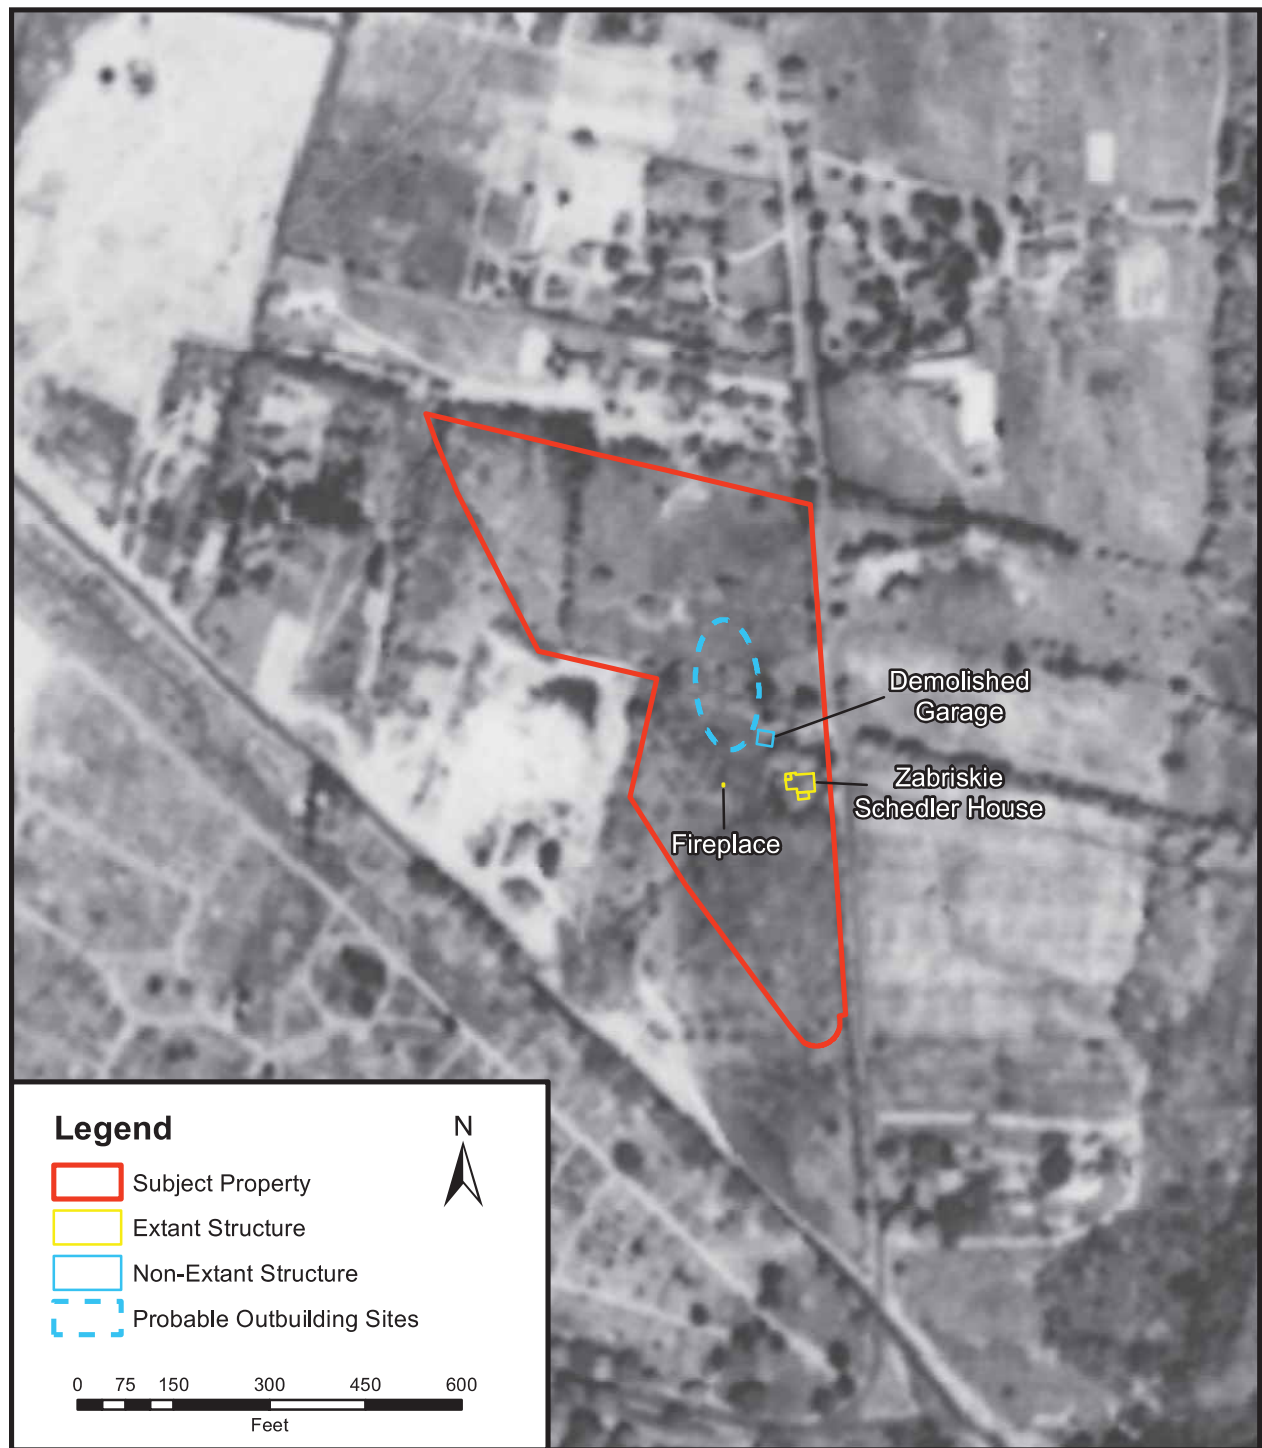 Demolished
Garage
Zabriskie
Schedler House
Fireplace
Legend
N
Subject Property
Extant Structure
Non-Extant Structure
Probable Outbuilding Sites
0 75 150 300 450 600
Feet